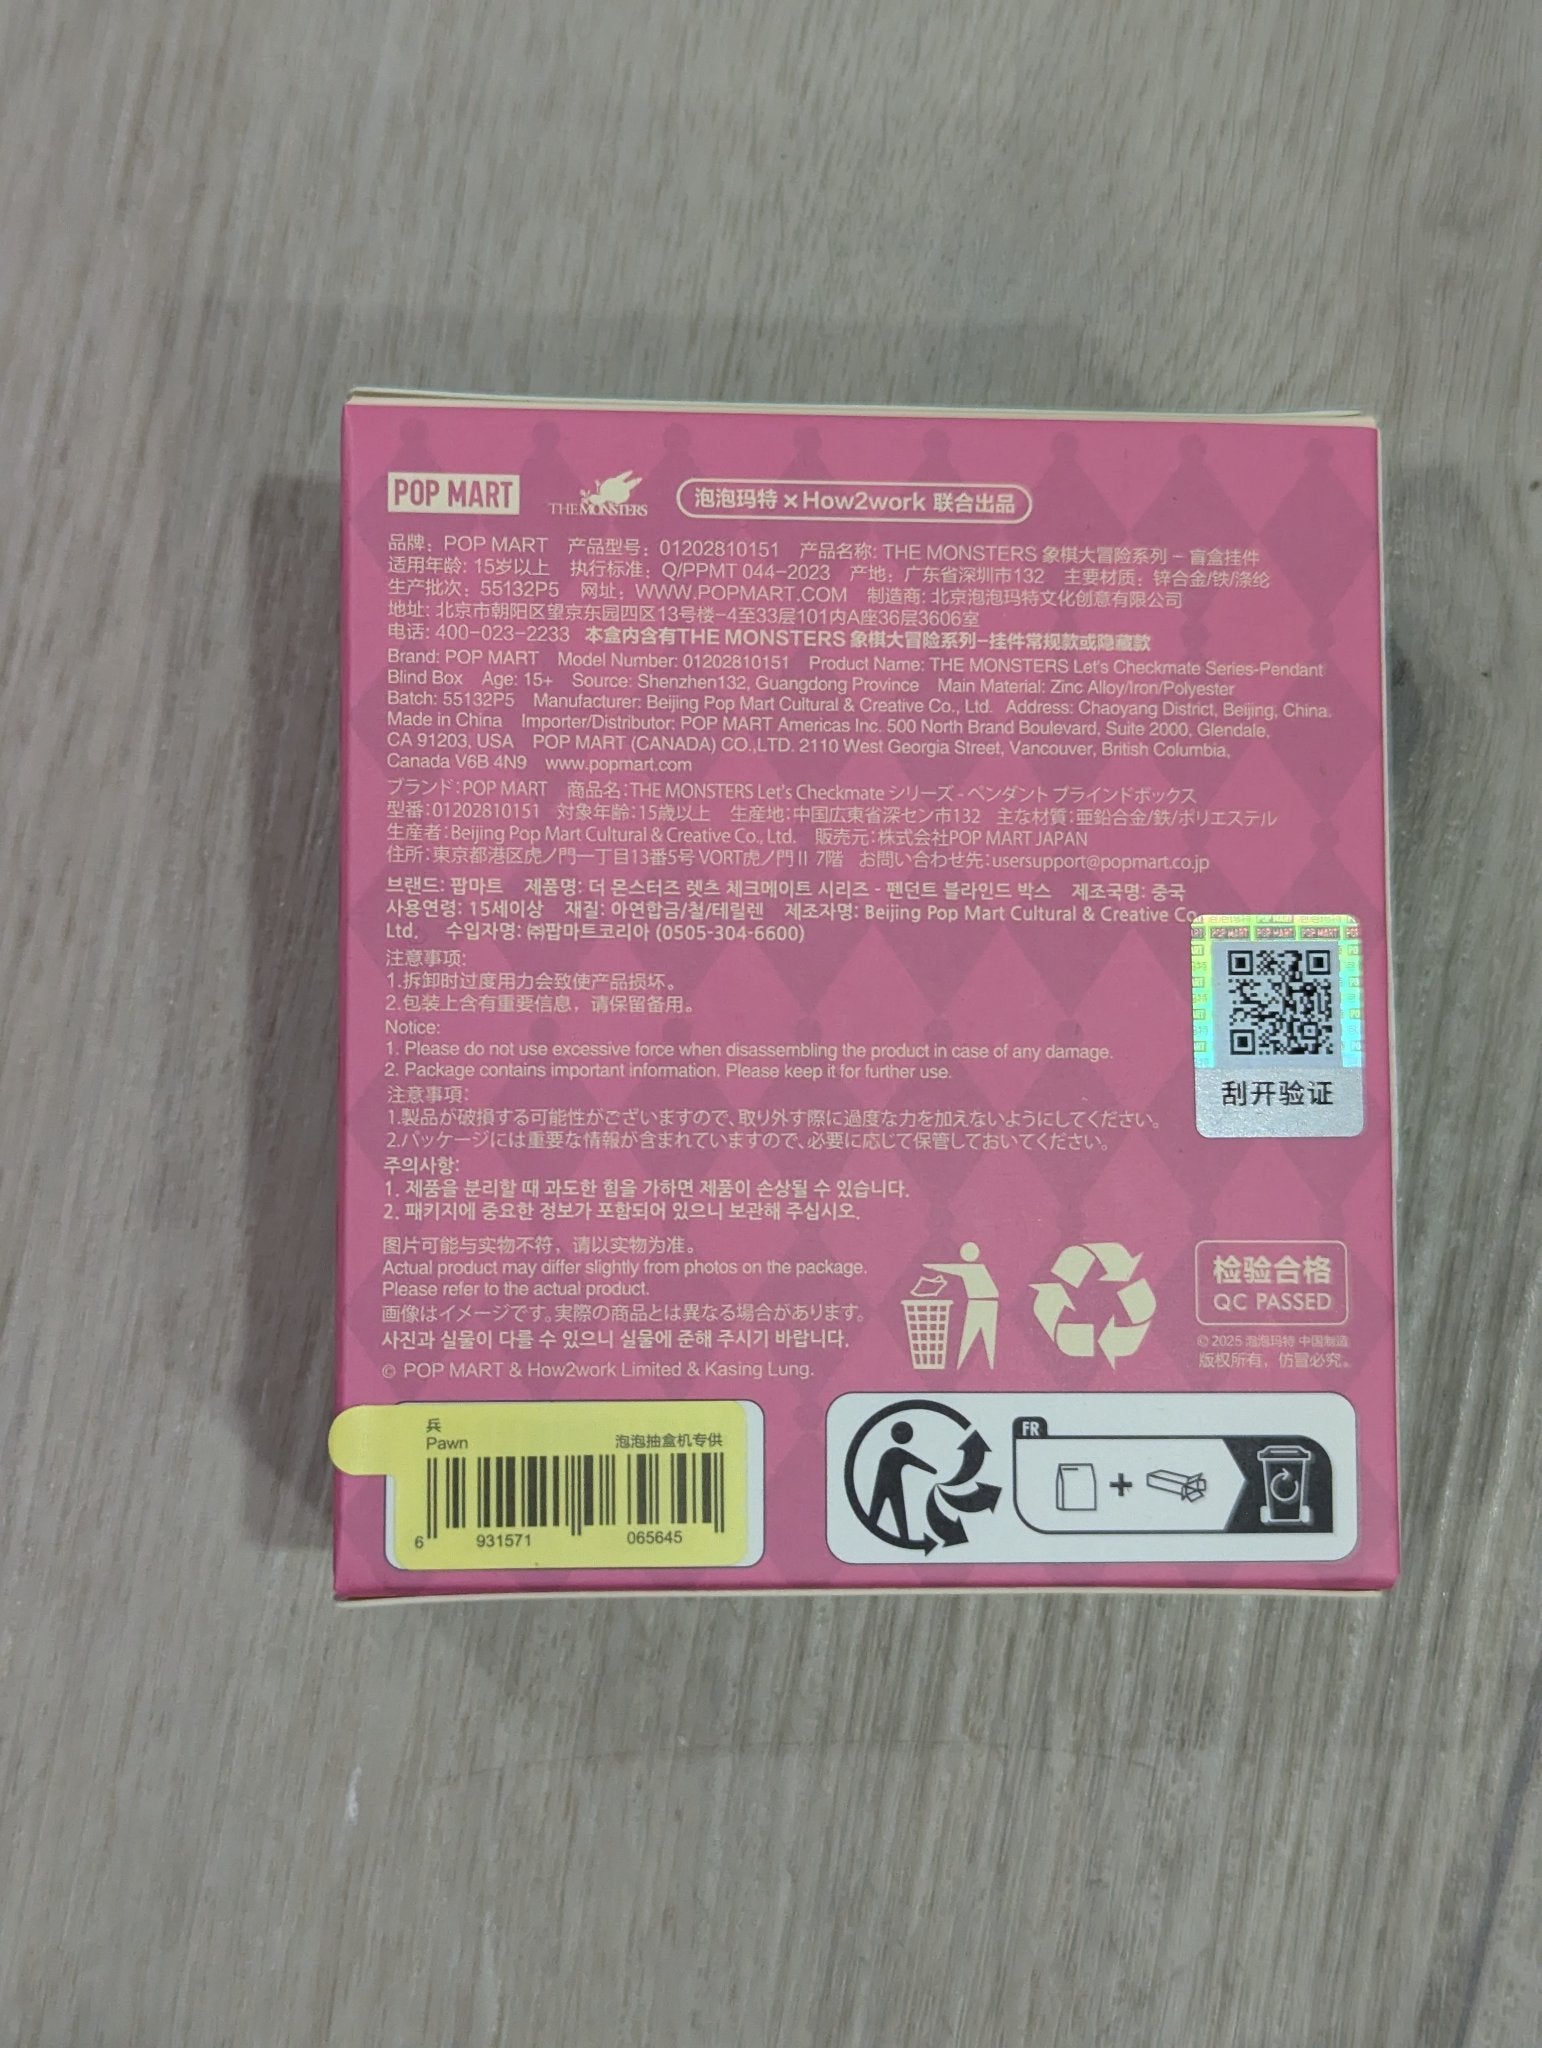 POP MART
THE MONSTERS
泡泡玛特×How2work 联合出品
品牌：POP MART 产品型号：01202810151 产品名称：THE MONSTERS 象棋大冒险系列 – 盲盒挂件
适用年龄：15岁以上 执行标准：Q/PPMT 044–2023 产地：广东省深圳市132 主要材质：锌合金/铁/涤纶
生产批次：55132P5 网址：WWW.POPMART.COM 制造商：北京泡泡玛特文化创意有限公司
地址：北京市朝阳区望京东园四区13号楼–4至33层101内A座36层3606室
电话：400–023–2233 本盒内含有THE MONSTERS 象棋大冒险系列–挂件常规款或隐藏款
Brand: POP MART Model Number: 01202810151 Product Name: THE MONSTERS Let's Checkmate Series-Pendant
Blind Box Age: 15+ Source: Shenzhen132, Guangdong Province Main Material: Zinc Alloy/Iron/Polyester
Batch: 55132P5 Manufacturer: Beijing Pop Mart Cultural & Creative Co., Ltd. Address: Chaoyang District, Beijing, China.
Made in China Importer/Distributor: POP MART Americas Inc. 500 North Brand Boulevard, Suite 2000, Glendale,
CA 91203, USA POP MART (CANADA) CO.,LTD. 2110 West Georgia Street, Vancouver, British Columbia,
Canada V6B 4N9 www.popmart.com
ブランド：POP MART 商品名：THE MONSTERS Let's Checkmate シリーズ - ペンダント ブラインドボックス
型番：01202810151 対象年齢：15歳以上 生産地：中国広東省深セン市132 主な材質：亜鉛合金/鉄/ポリエステル
生産者：Beijing Pop Mart Cultural & Creative Co., Ltd. 販売元：株式会社POP MART JAPAN
住所：東京都港区虎ノ門一丁目13番5号 VORT虎ノ門Ⅱ 7階 お問い合わせ先：usersupport@popmart.co.jp
브랜드: 팝마트 제품명: 더 몬스터즈 렛츠 체크메이트 시리즈 - 펜던트 블라인드 박스 제조국명: 중국
사용연령: 15세이상 재질: 아연합금/철/테릴렌 제조자명: Beijing Pop Mart Cultural & Creative Co
Ltd. 수입자명: ㈜팝마트코리아 (0505-304-6600)
注意事项:
1.拆卸时过度用力会致使产品损坏。
2.包装上含有重要信息，请保留备用。
Notice:
1. Please do not use excessive force when disassembling the product in case of any damage.
2. Package contains important information. Please keep it for further use.
注意事項:
1.製品が破損する可能性がございますので、取り外す際に過度な力を加えないようにしてください。
2.パッケージには重要な情報が含まれていますので、必要に応じて保管しておいてください。
주의사항:
1. 제품을 분리할 때 과도한 힘을 가하면 제품이 손상될 수 있습니다.
2. 패키지에 중요한 정보가 포함되어 있으니 보관해 주십시오.
图片可能与实物不符，请以实物为准。
Actual product may differ slightly from photos on the package.
Please refer to the actual product.
画像はイメージです。実際の商品とは異なる場合があります。
사진과 실물이 다를 수 있으니 실물에 준해 주시기 바랍니다.
© POP MART & How2work Limited & Kasing Lung.
刮开验证
检验合格
QC PASSED
© 2025 泡泡玛特 中国制造
版权所有，仿冒必究。
兵
Pawn 泡泡抽盒机专供
6 931571 065645
FR